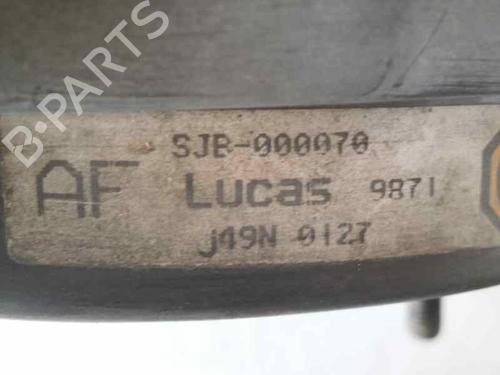 B-PARTS
SJB-000070
AF Lucas 9871
j49N 0127